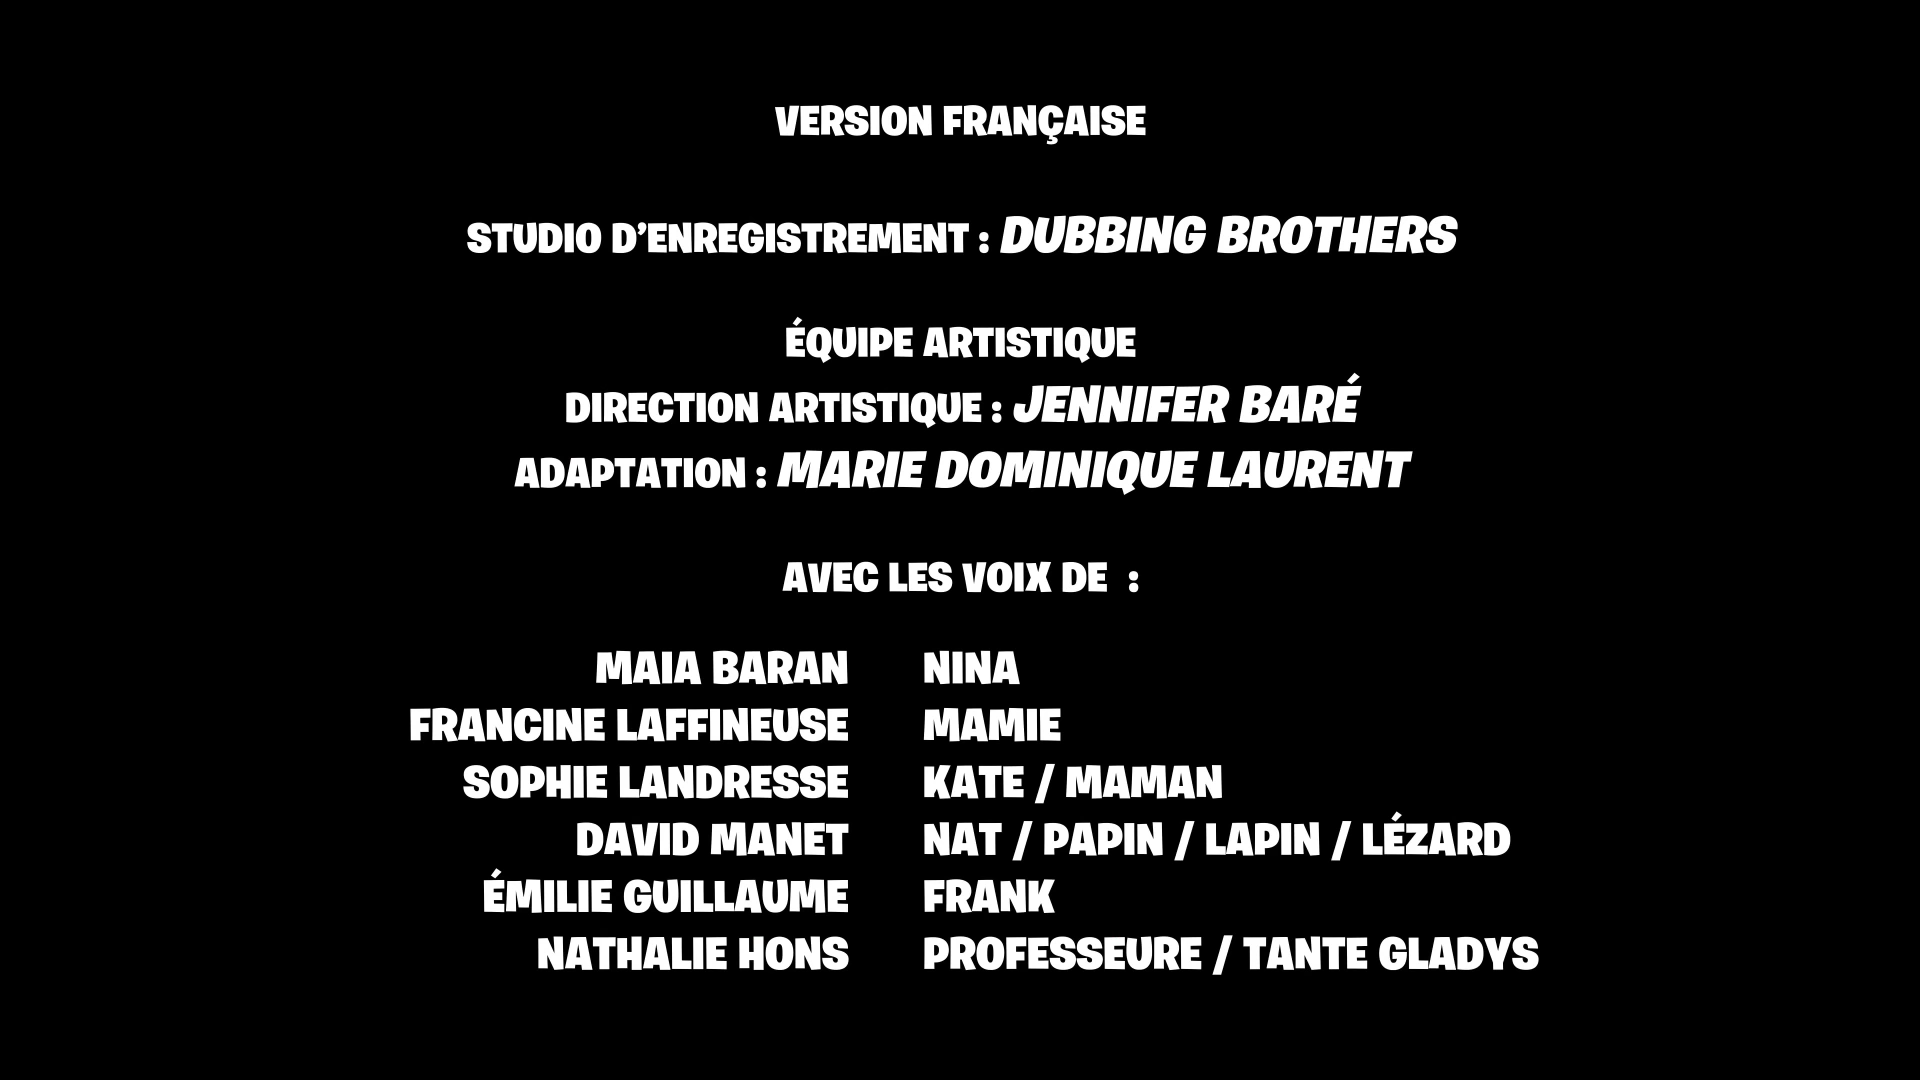 VERSION FRANÇAISE
STUDIO D'ENREGISTREMENT : DUBBING BROTHERS
ÉQUIPE ARTISTIQUE
DIRECTION ARTISTIQUE : JENNIFER BARÉ
ADAPTATION : MARIE DOMINIQUE LAURENT
AVEC LES VOIX DE :
MAIA BARAN NINA
FRANCINE LAFFINEUSE MAMIE
SOPHIE LANDRESSE KATE / MAMAN
DAVID MANET NAT / PAPIN / LAPIN / LÉZARD
ÉMILIE GUILLAUME FRANK
NATHALIE HONS PROFESSEURE / TANTE GLADYS